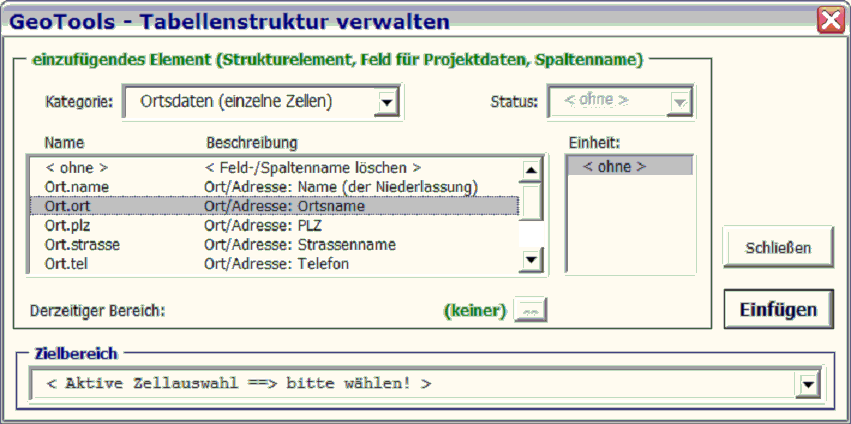 GeoTools - Tabellenstruktur verwalten
einzufügendes Element (Strukturelement, Feld für Projektdaten, Spaltenname)
Kategorie: Ortsdaten (einzelne Zellen) Status: < ohne >
Name Beschreibung Einheit:
< ohne > < Feld-/Spaltenname löschen > < ohne >
Ort.name Ort/Adresse: Name (der Niederlassung)
Ort.ort Ort/Adresse: Ortsname
Ort.plz Ort/Adresse: PLZ
Ort.strasse Ort/Adresse: Strassenname
Ort.tel Ort/Adresse: Telefon
Schließen
Derzeitiger Bereich: (keiner) ...
Einfügen
Zielbereich
< Aktive Zellauswahl ==> bitte wählen! >